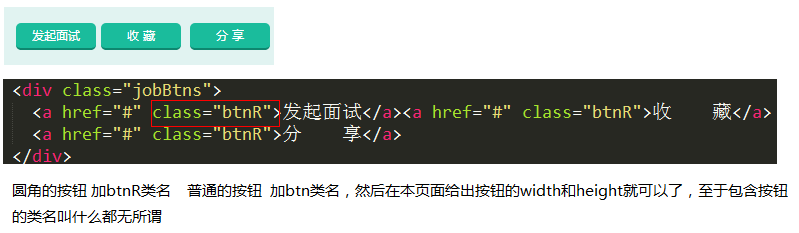 发起面试 收 藏 分 享
<div class="jobBtns">
<a href="#" class="btnR">发起面试</a><a href="#" class="btnR">收 藏</a>
<a href="#" class="btnR">分 享</a>
</div>
圆角的按钮 加btnR类名 普通的按钮 加btn类名，然后在本页面给出按钮的width和height就可以了，至于包含按钮
的类名叫什么都无所谓